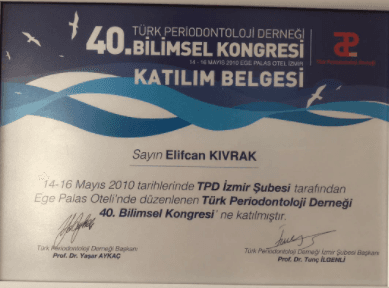 TÜRK PERİODONTOLOJİ DERNEĞİ
40. BİLİMSEL KONGRESİ
14 - 16 MAYIS 2010 EGE PALAS OTEL İZMİR
KATILIM BELGESİ
Sayın Elifcan KIVRAK
14-16 Mayıs 2010 tarihlerinde TPD İzmir Şubesi tarafından
Ege Palas Oteli'nde düzenlenen Türk Periodontoloji Derneği
40. Bilimsel Kongresi' ne katılmıştır.
Türk Periodontoloji Derneği Başkanı
Prof. Dr. Yaşar AYKAÇ
Türk Periodontoloji Derneği İzmir Şubesi Başkanı
Prof. Dr. Tunç İLGENLİ